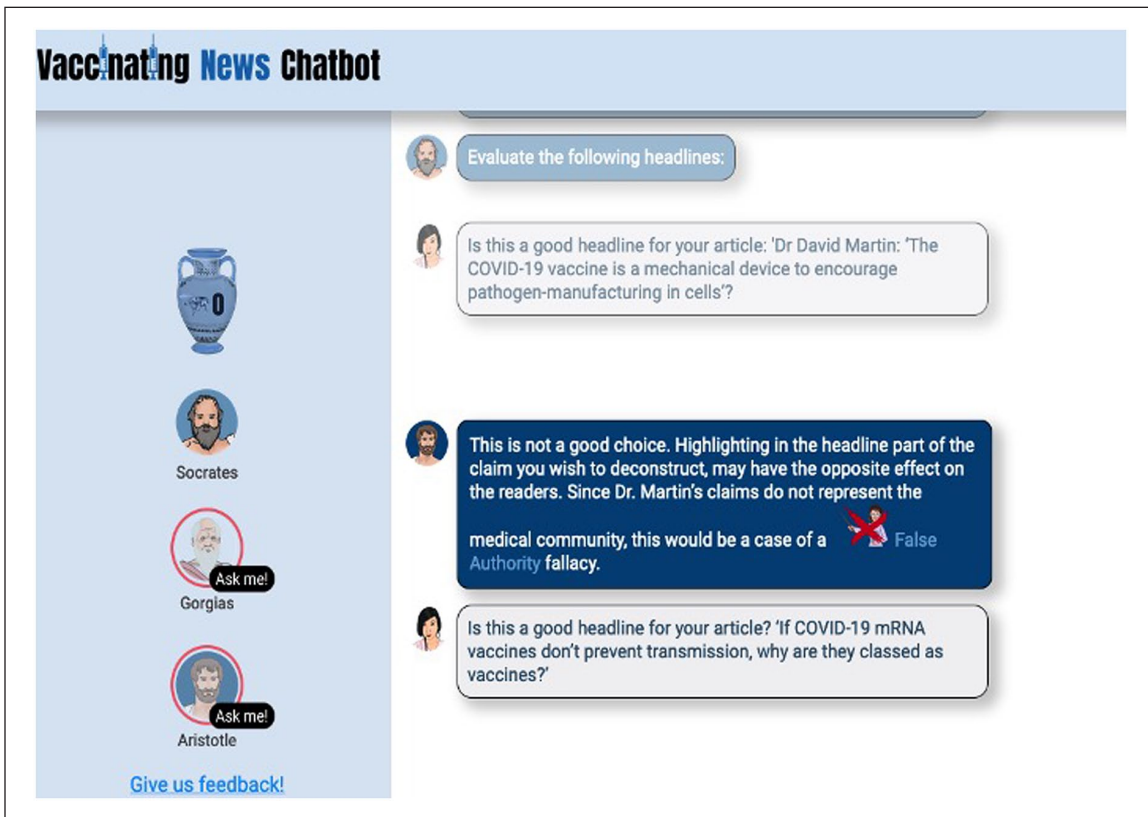 Vaccinating News Chatbot
Evaluate the following headlines:
Is this a good headline for your article: 'Dr David Martin: 'The
COVID-19 vaccine is a mechanical device to encourage
pathogen-manufacturing in cells'?
0
Socrates
Ask me!
Gorgias
Ask me!
Aristotle
Give us feedback!
This is not a good choice. Highlighting in the headline part of the
claim you wish to deconstruct, may have the opposite effect on
the readers. Since Dr. Martin's claims do not represent the
medical community, this would be a case of a False
Authority fallacy.
Is this a good headline for your article? 'If COVID-19 mRNA
vaccines don't prevent transmission, why are they classed as
vaccines?'